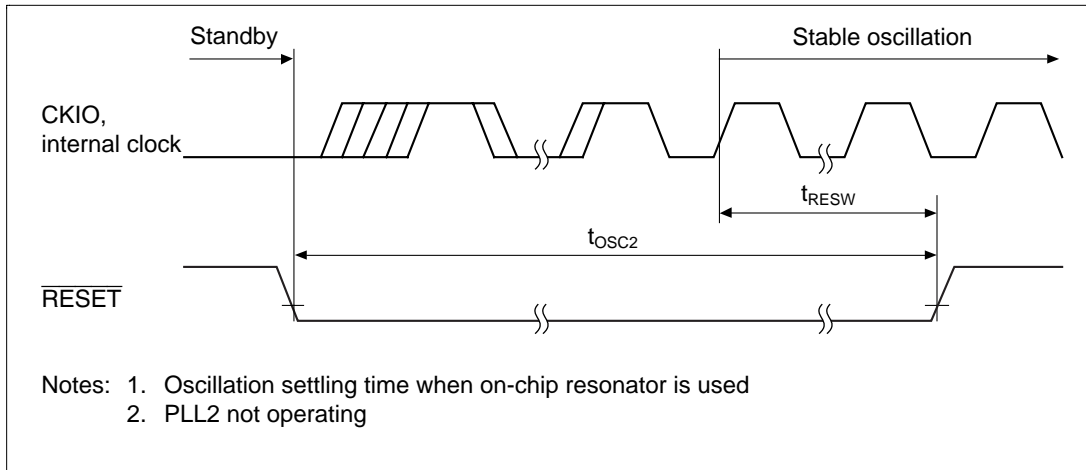 Standby
Stable oscillation
CKIO,
internal clock
tRESW
tOSC2
RESET
Notes: 1. Oscillation settling time when on-chip resonator is used
2. PLL2 not operating